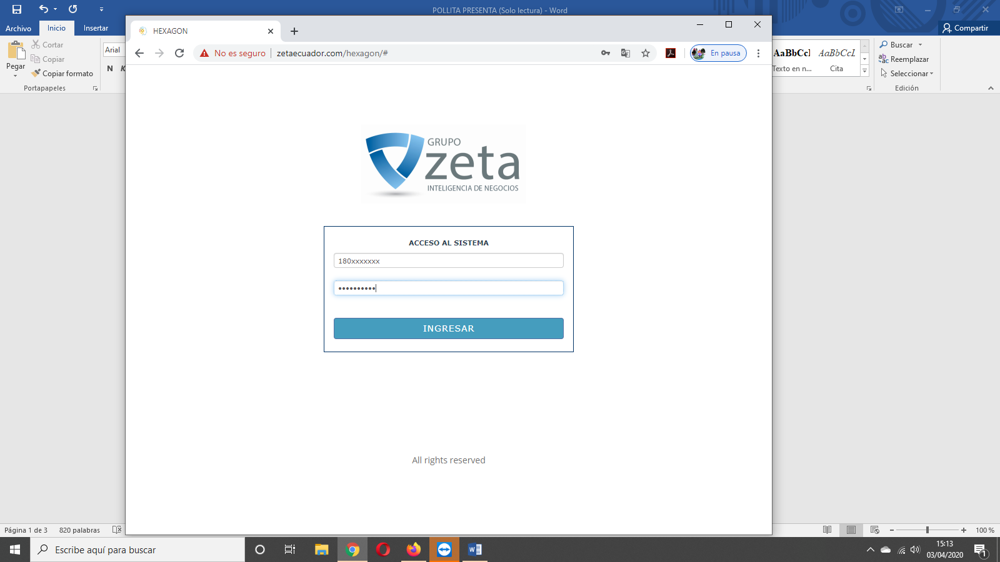 POLLITA PRESENTA (Solo lectura) - Word
Archivo
Inicio
Insertar
Compartir
HEXAGON
No es seguro
zetaecuador.com/hexagon/#
En pausa
Pegar
Cortar
Copiar
Copiar formato
Portapapeles
Arial
N K
AaBbCcI
AaBbCcL
Texto en n...
Cita
Buscar
Reemplazar
Seleccionar
Edición
GRUPO
zeta
INTELIGENCIA DE NEGOCIOS
ACCESO AL SISTEMA
180xxxxxxx
••••••••••
INGRESAR
All rights reserved
Página 1 de 3
820 palabras
100 %
Escribe aquí para buscar
15:13
03/04/2020
1